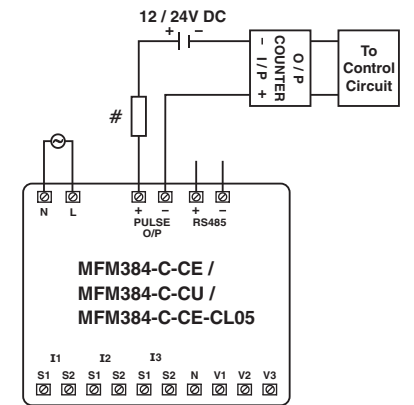 12 / 24V DC
+ −
− I/P +
COUNTER
O / P
To
Control
Circuit
#
N L
+ − + −
PULSE
O/P
RS485
MFM384-C-CE /
MFM384-C-CU /
MFM384-C-CE-CL05
I1 I2 I3
S1 S2 S1 S2 S1 S2 N V1 V2 V3